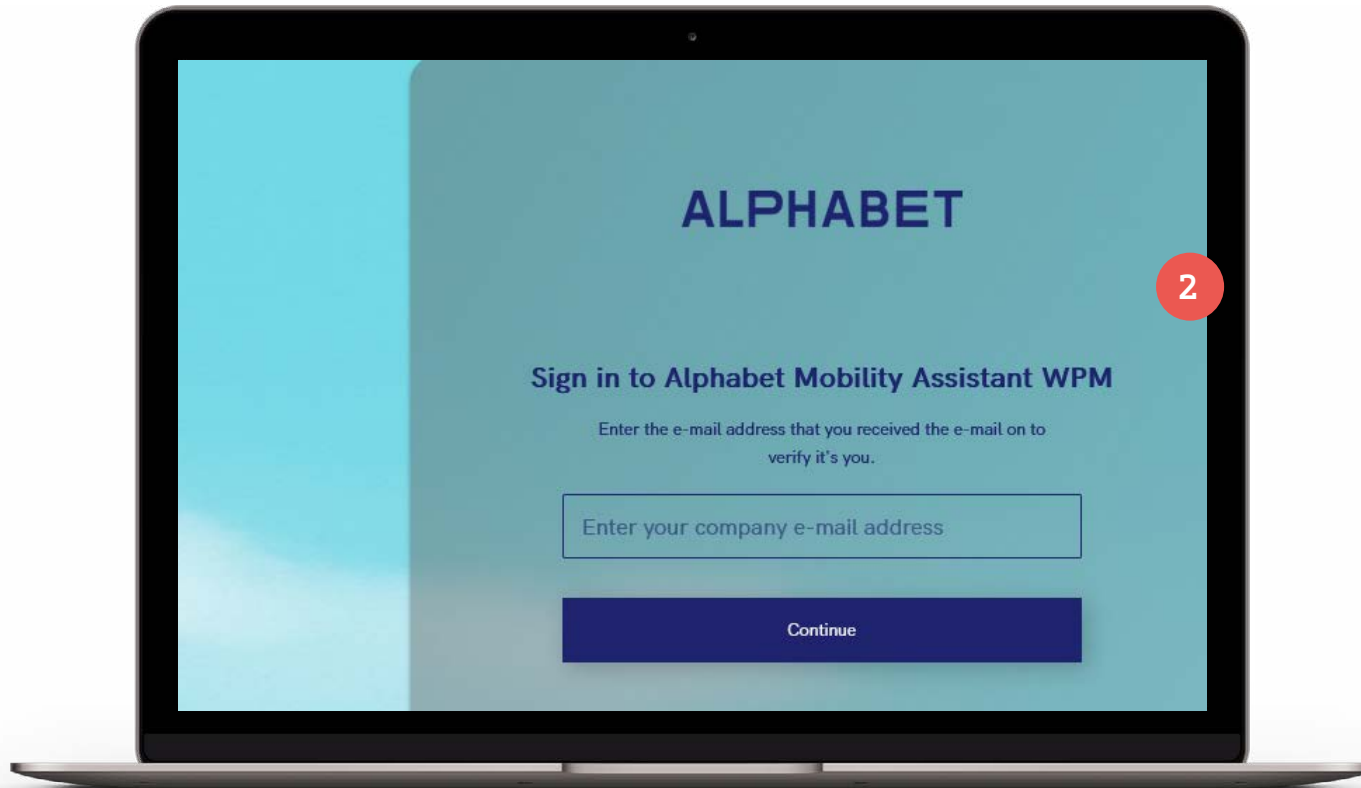 ALPHABET
2
Sign in to Alphabet Mobility Assistant WPM
Enter the e-mail address that you received the e-mail on to
verify it's you.
Enter your company e-mail address
Continue